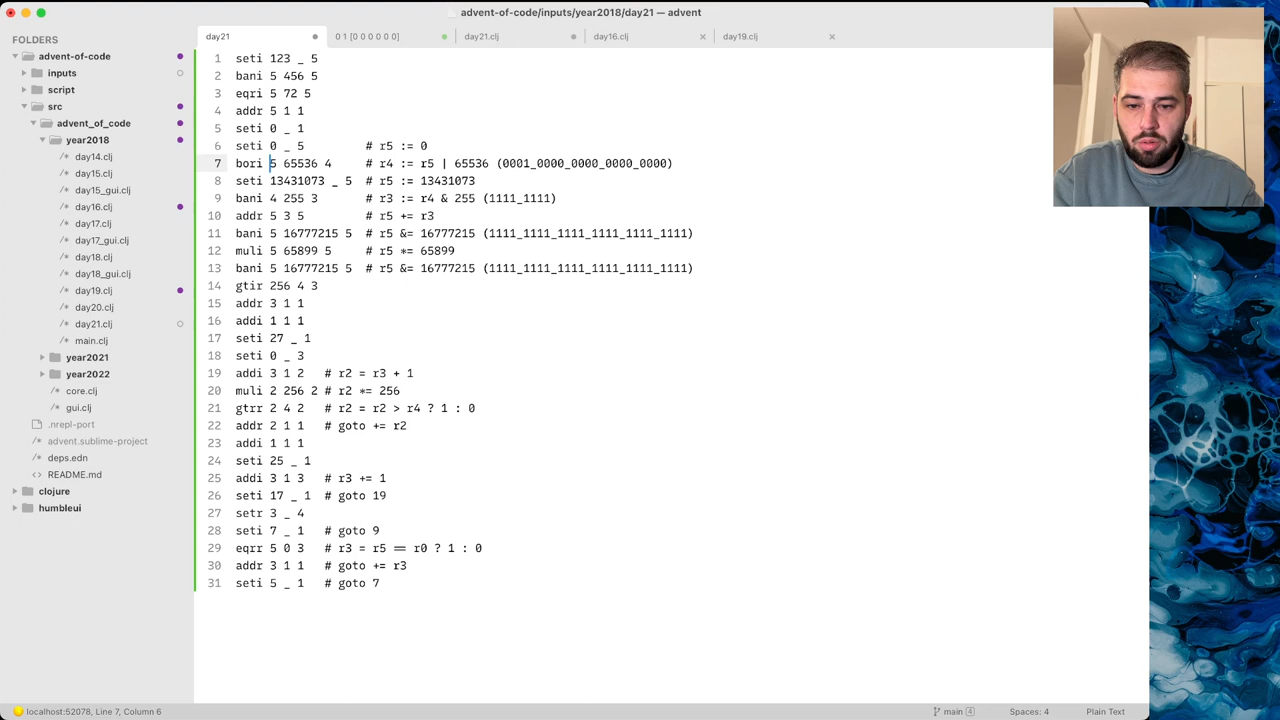 advent-of-code/inputs/year2018/day21 — advent
FOLDERS
advent-of-code
inputs
script
src
advent_of_code
year2018
day14.clj
day15.clj
day15_gui.clj
day16.clj
day17.clj
day17_gui.clj
day18.clj
day18_gui.clj
day19.clj
day20.clj
day21.clj
main.clj
year2021
year2022
core.clj
gui.clj
.nrepl-port
advent.sublime-project
deps.edn
README.md
clojure
humbleui
day21
0 1 [0 0 0 0 0 0]
day21.clj
day16.clj
day19.clj
1 seti 123 _ 5
2 bani 5 456 5
3 eqri 5 72 5
4 addr 5 1 1
5 seti 0 _ 1
6 seti 0 _ 5 # r5 := 0
7 bori 5 65536 4 # r4 := r5 | 65536 (0001_0000_0000_0000_0000)
8 seti 13431073 _ 5 # r5 := 13431073
9 bani 4 255 3 # r3 := r4 & 255 (1111_1111)
10 addr 5 3 5 # r5 += r3
11 bani 5 16777215 5 # r5 &= 16777215 (1111_1111_1111_1111_1111_1111)
12 muli 5 65899 5 # r5 *= 65899
13 bani 5 16777215 5 # r5 &= 16777215 (1111_1111_1111_1111_1111_1111)
14 gtir 256 4 3
15 addr 3 1 1
16 addi 1 1 1
17 seti 27 _ 1
18 seti 0 _ 3
19 addi 3 1 2 # r2 = r3 + 1
20 muli 2 256 2 # r2 *= 256
21 gtrr 2 4 2 # r2 = r2 > r4 ? 1 : 0
22 addr 2 1 1 # goto += r2
23 addi 1 1 1
24 seti 25 _ 1
25 addi 3 1 3 # r3 += 1
26 seti 17 _ 1 # goto 19
27 setr 3 _ 4
28 seti 7 _ 1 # goto 9
29 eqrr 5 0 3 # r3 = r5 == r0 ? 1 : 0
30 addr 3 1 1 # goto += r3
31 seti 5 _ 1 # goto 7
localhost:52078, Line 7, Column 6
main 4
Spaces: 4
Plain Text